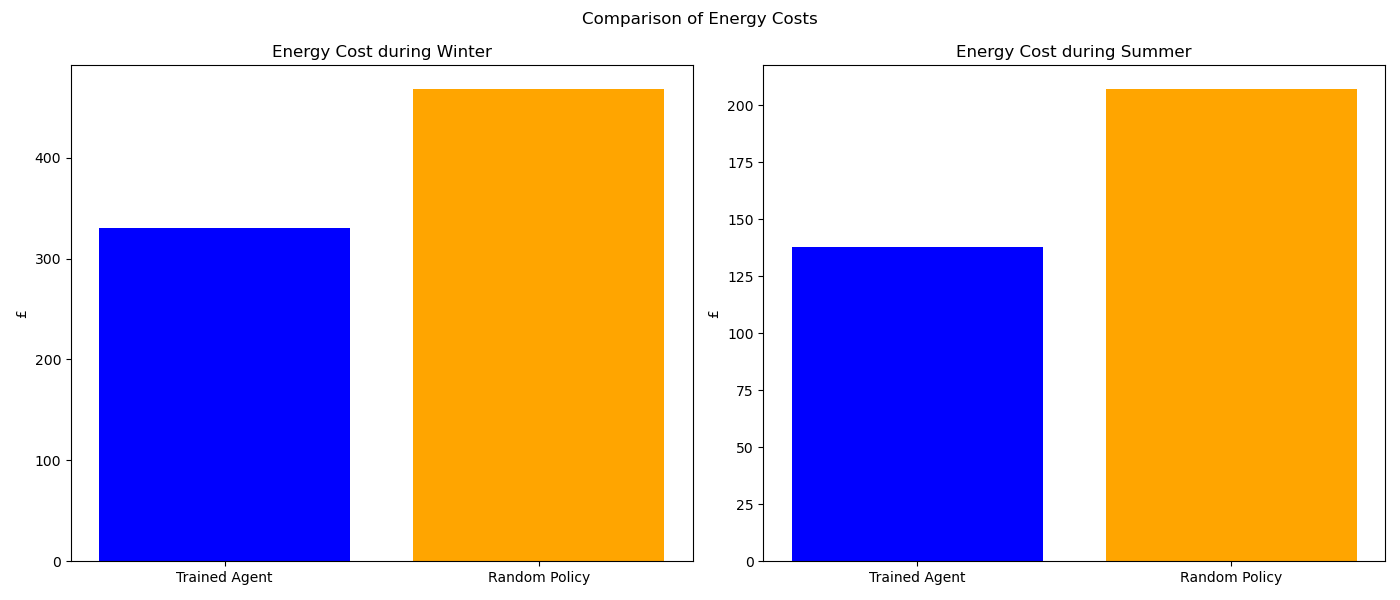 Comparison of Energy Costs
Energy Cost during Winter
400
300
200
100
0
£
Trained Agent
Random Policy
Energy Cost during Summer
200
175
150
125
100
75
50
25
0
£
Trained Agent
Random Policy